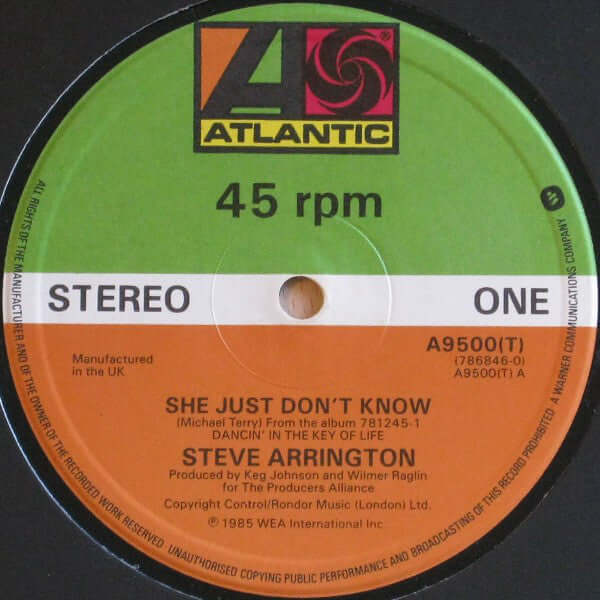 ATLANTIC
®
45 rpm
STEREO
ONE
A9500(T)
(786846-0)
A9500(T) A
Manufactured
in the UK
SHE JUST DON'T KNOW
(Michael Terry) From the album 781245-1
DANCIN' IN THE KEY OF LIFE
STEVE ARRINGTON
Produced by Keg Johnson and Wilmer Raglin
for The Producers Alliance
Copyright Control/Rondor Music (London) Ltd.
℗ 1985 WEA International Inc
ALL RIGHTS OF THE MANUFACTURER AND OF THE OWNER OF THE RECORDED WORK RESERVED · UNAUTHORISED COPYING PUBLIC PERFORMANCE AND BROADCASTING OF THIS RECORD PROHIBITED · A WARNER COMMUNICATIONS COMPANY